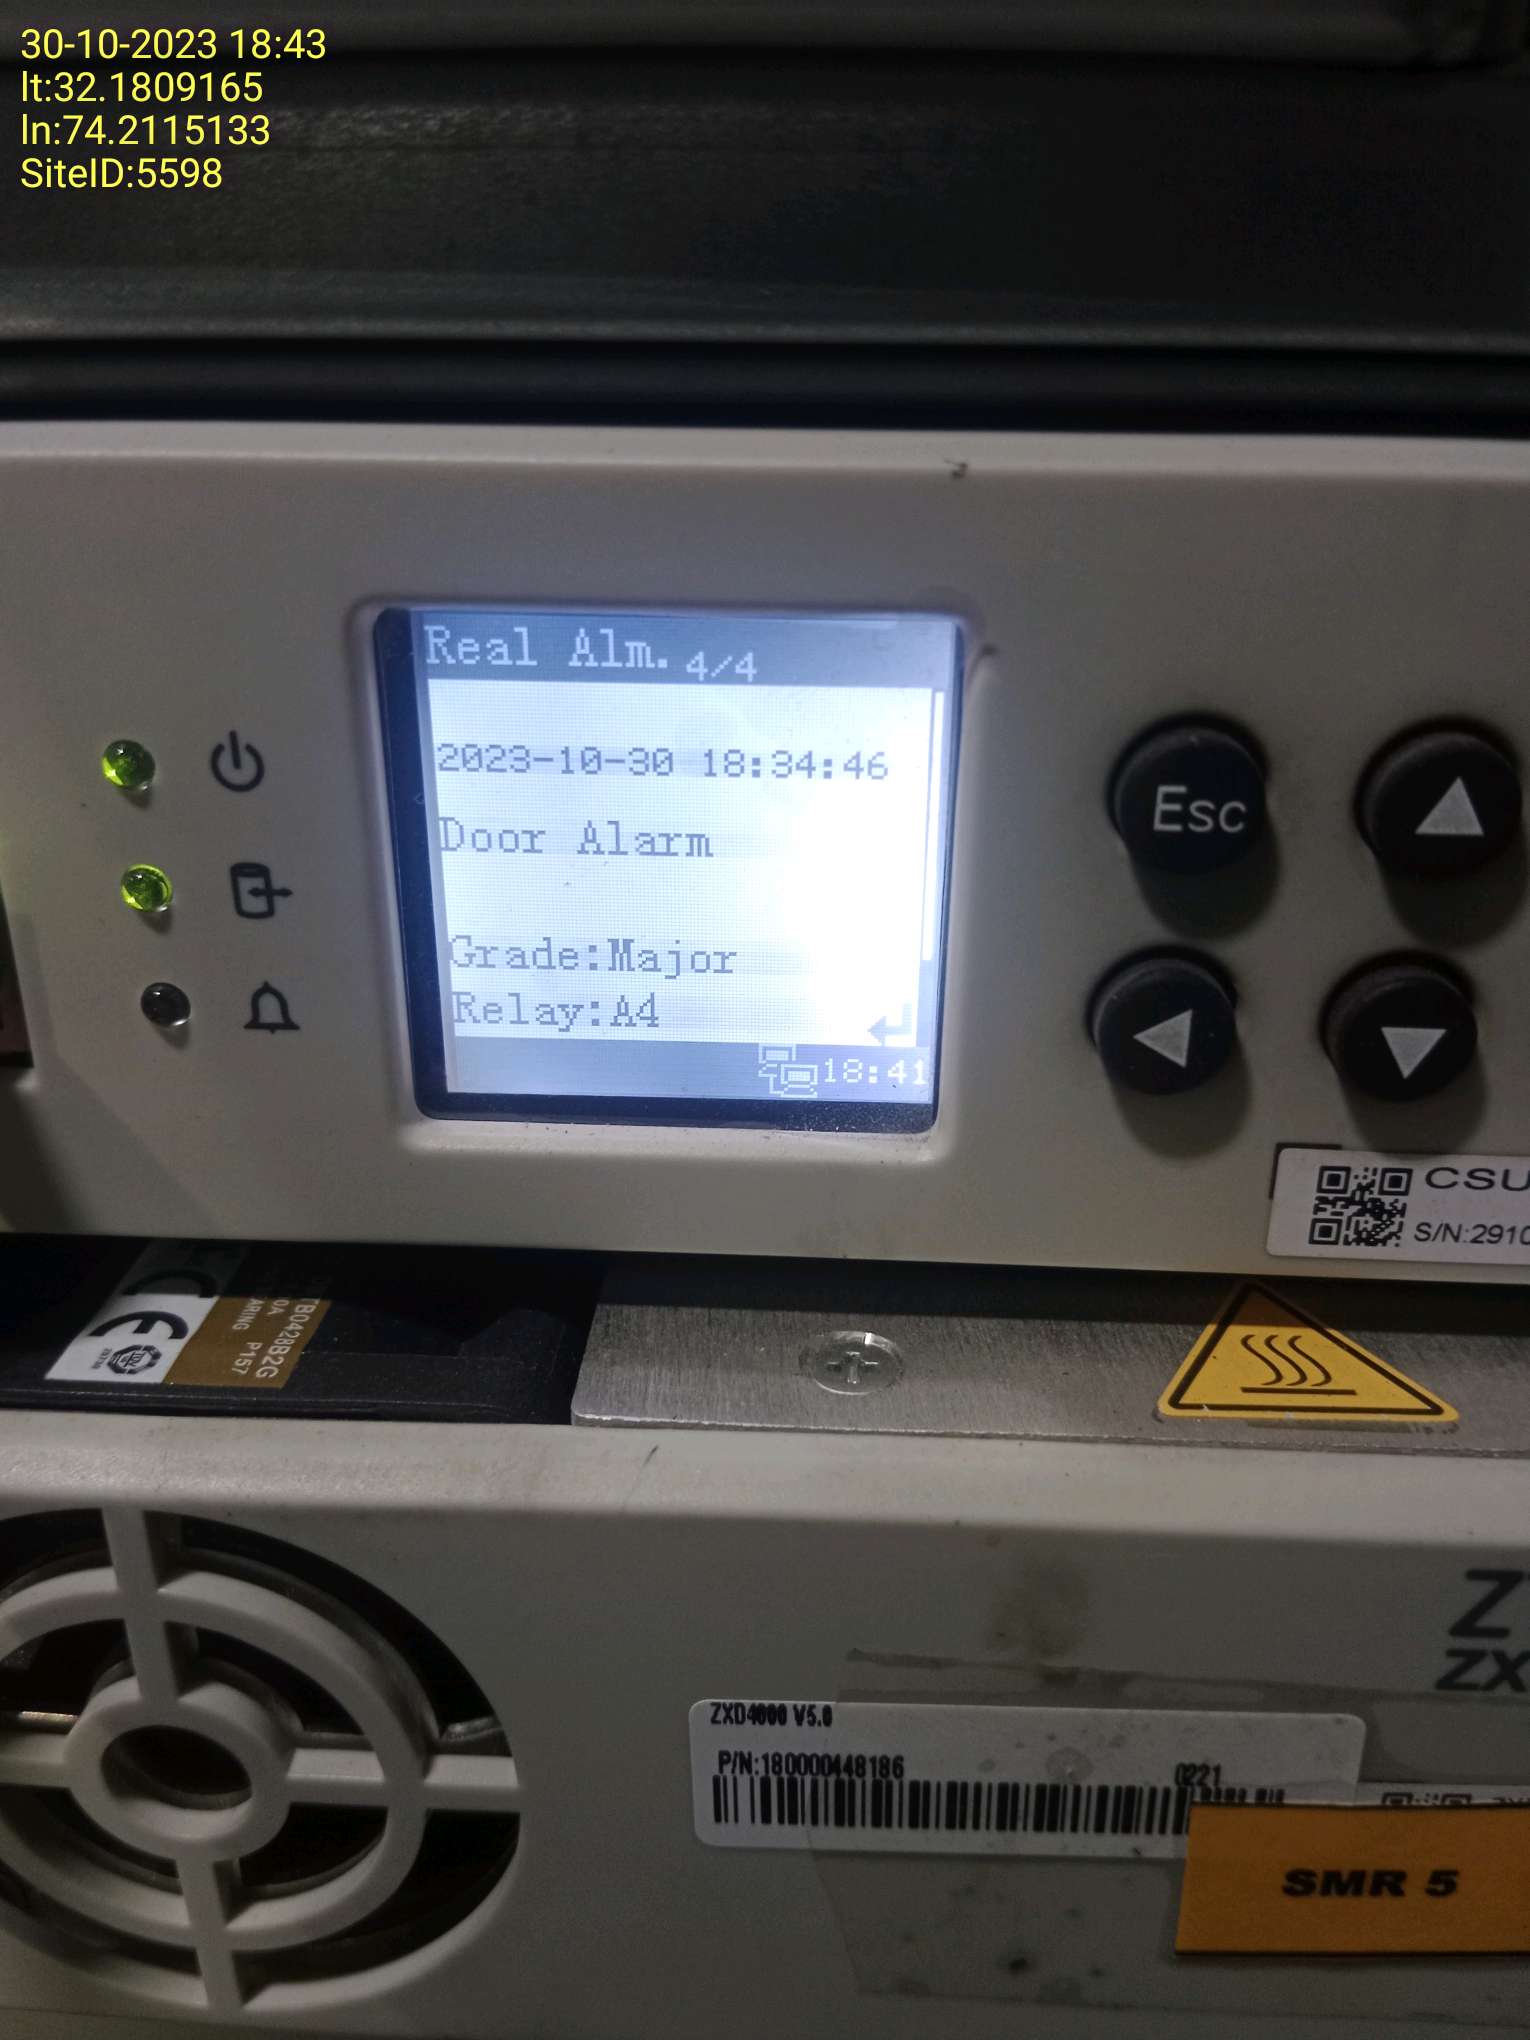 30-10-2023 18:43
lt:32.1809165
ln:74.2115133
SiteID:5598
Real Alm. 4/4
2023-10-30 18:34:46
Door Alarm
Grade:Major
Relay:A4
18:41
Esc
CSU
S/N:2910
CE
P157
ZXD4000 V5.0
P/N:180000448186
0221
SMR 5